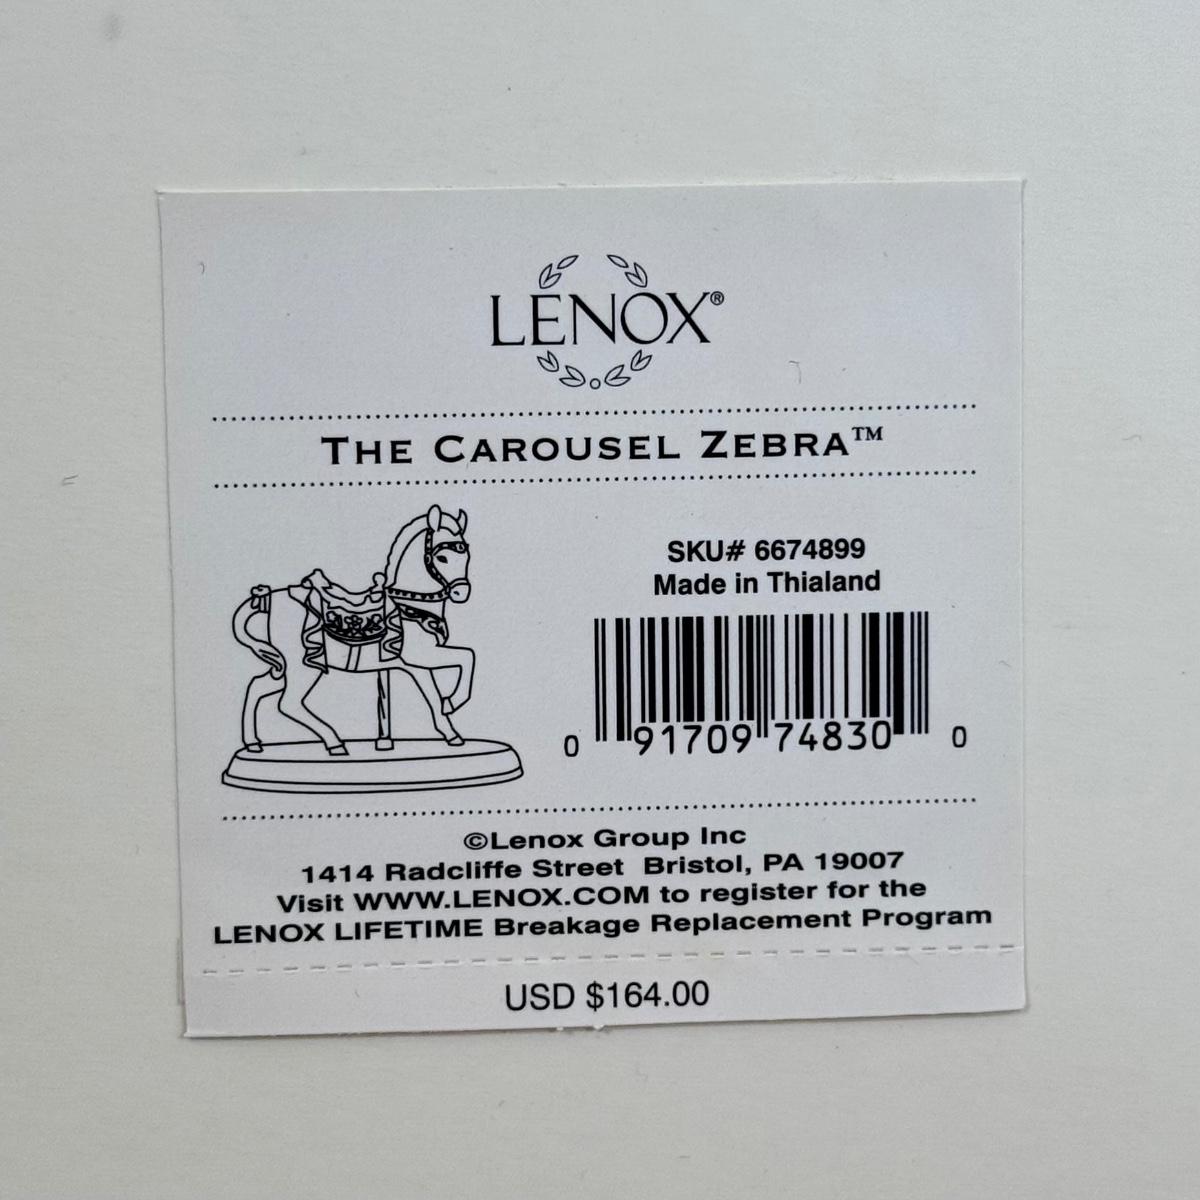 LENOX®
THE CAROUSEL ZEBRA™
SKU# 6674899
Made in Thialand
0 91709 74830 0
©Lenox Group Inc
1414 Radcliffe Street Bristol, PA 19007
Visit WWW.LENOX.COM to register for the
LENOX LIFETIME Breakage Replacement Program
USD $164.00